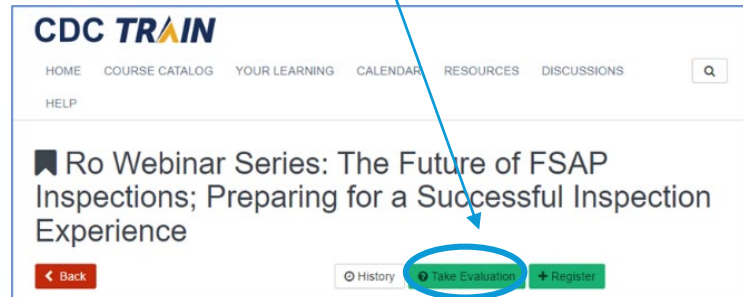 CDC TRAIN
HOME COURSE CATALOG YOUR LEARNING CALENDAR RESOURCES DISCUSSIONS
HELP
Ro Webinar Series: The Future of FSAP
Inspections; Preparing for a Successful Inspection
Experience
Back History Take Evaluation + Register